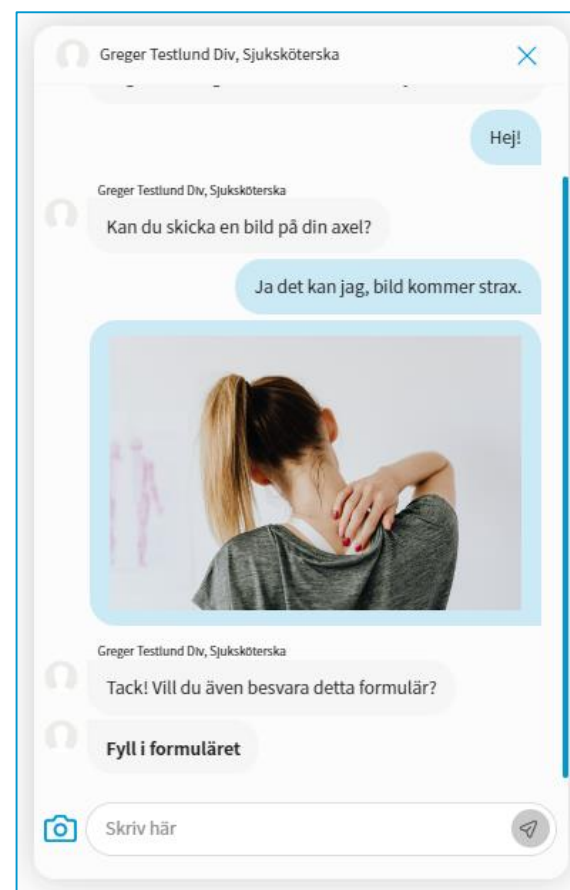 Greger Testlund Div, Sjuksköterska
Hej!
Greger Testlund Div, Sjuksköterska
Kan du skicka en bild på din axel?
Ja det kan jag, bild kommer strax.
Greger Testlund Div, Sjuksköterska
Tack! Vill du även besvara detta formulär?
Fyll i formuläret
Skriv här